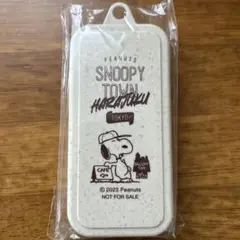 PEANUTS
SNOOPY
TOWN
HARAJUKU
TOKYO
CAFE
© 2023 Peanuts
NOT FOR SALE